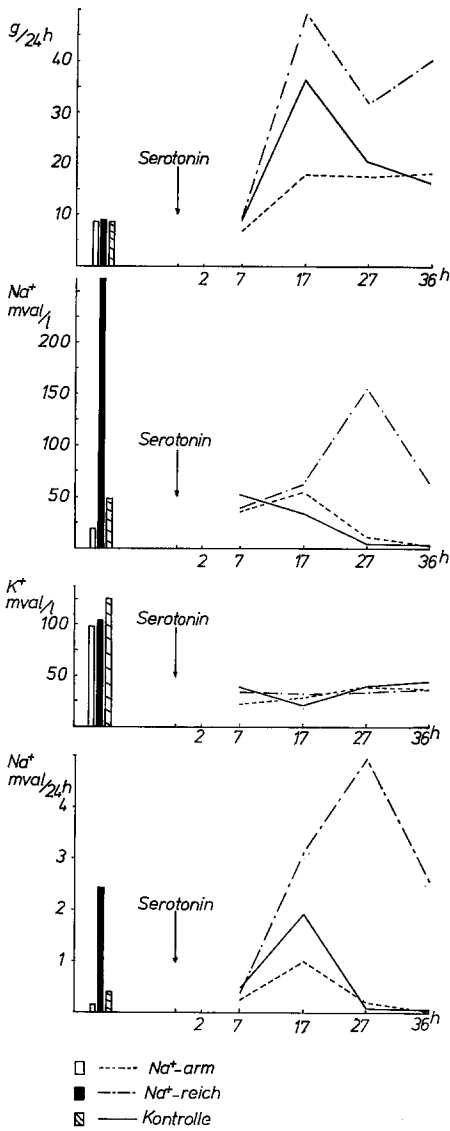 g/24h
40
30
20
10
Serotonin
2 7 17 27 36h
Na+
mval/l
200
150
100
50
Serotonin
2 7 17 27 36h
K+
mval/l
100
50
Serotonin
2 7 17 27 36h
Na+
mval/24h
4
3
2
1
Serotonin
2 7 17 27 36h
Na+-arm
Na+-reich
Kontrolle